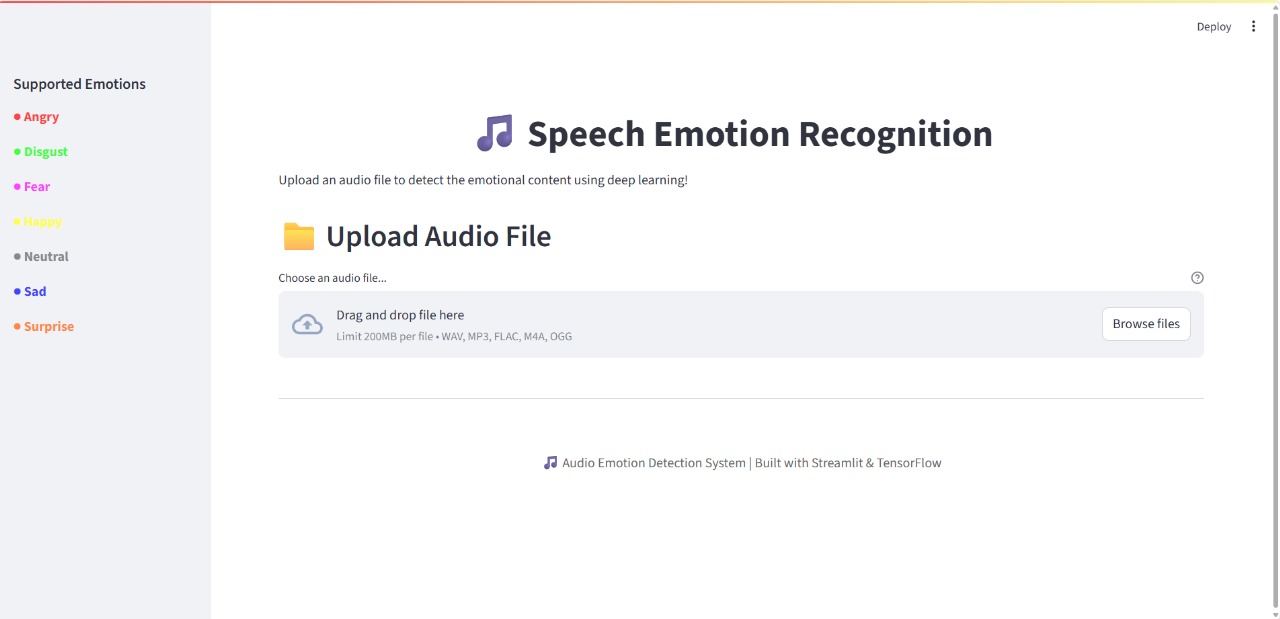 Deploy
Supported Emotions
Angry
Disgust
Fear
Happy
Neutral
Sad
Surprise
Speech Emotion Recognition
Upload an audio file to detect the emotional content using deep learning!
Upload Audio File
Choose an audio file...
Drag and drop file here
Limit 200MB per file • WAV, MP3, FLAC, M4A, OGG
Browse files
Audio Emotion Detection System | Built with Streamlit & TensorFlow